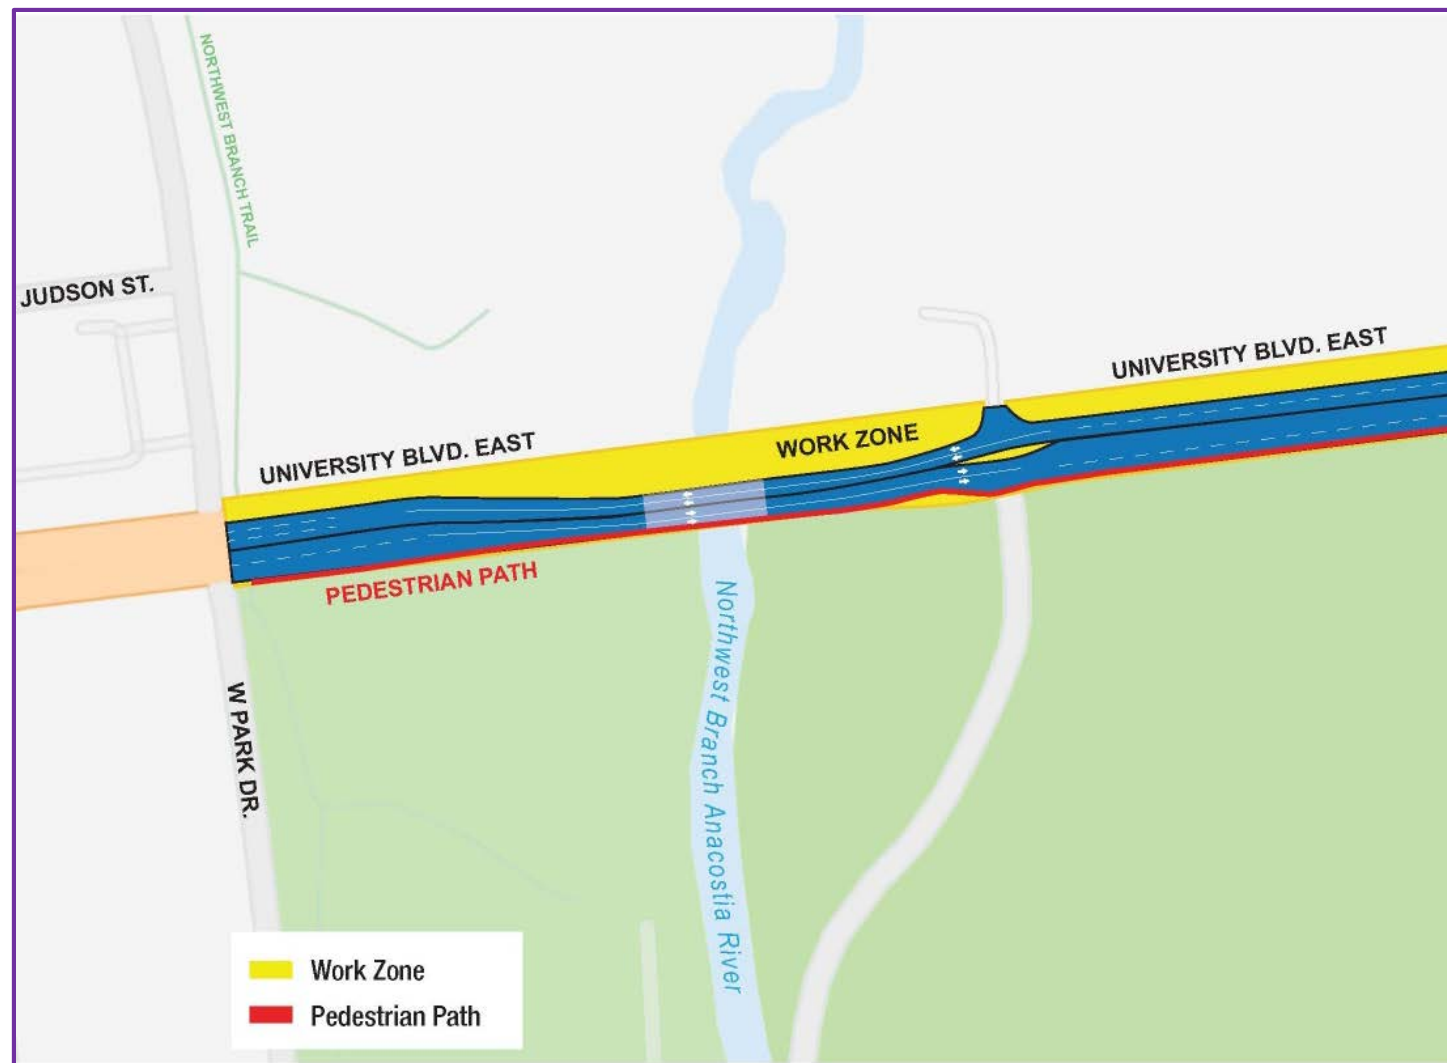 NORTHWEST BRANCH TRAIL
JUDSON ST.
UNIVERSITY BLVD. EAST
UNIVERSITY BLVD. EAST
WORK ZONE
PEDESTRIAN PATH
W PARK DR.
Northwest Branch Anacostia River
Work Zone
Pedestrian Path